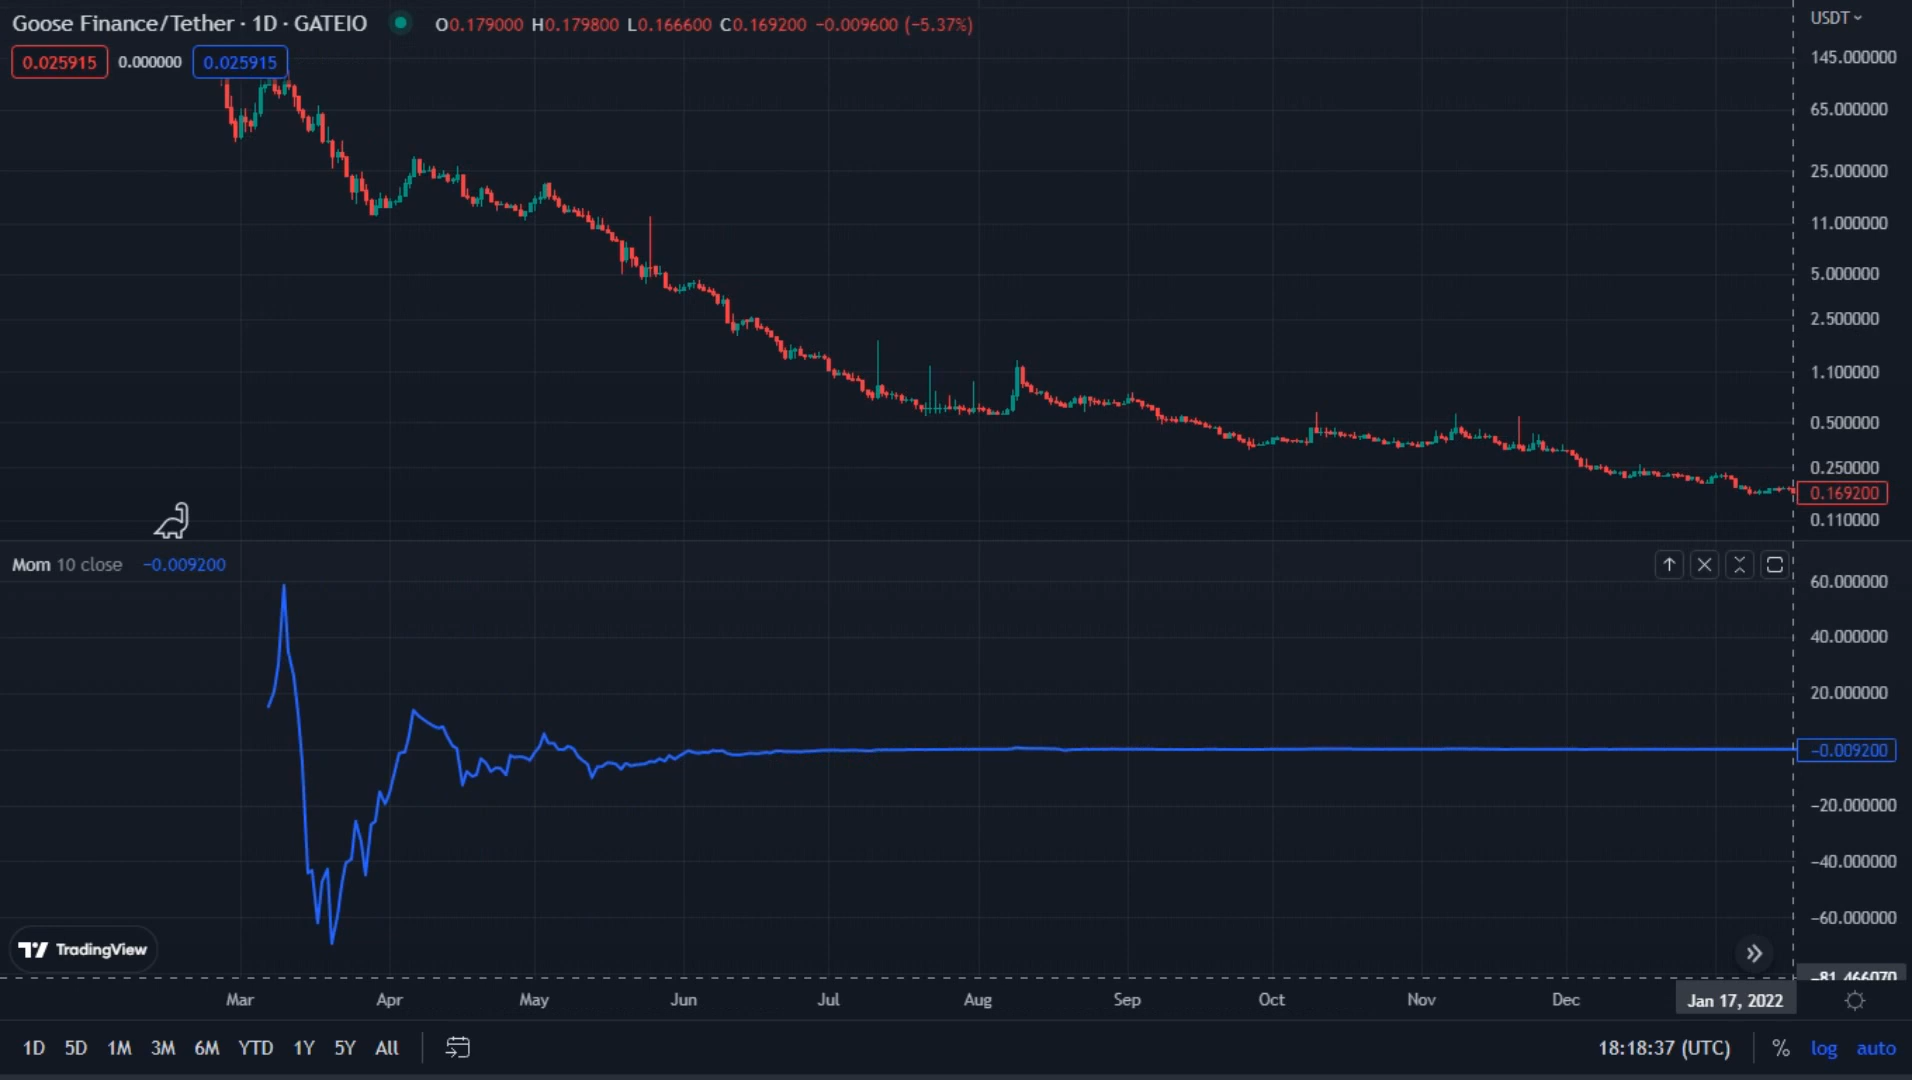 Goose Finance/Tether · 1D · GATEIO O0.179000 H0.179800 L0.166600 C0.169200 −0.009600 (−5.37%)
USDT
0.025915 0.000000 0.025915
145.000000
65.000000
25.000000
11.000000
5.000000
2.500000
1.100000
0.500000
0.250000
0.169200
0.110000
Mom 10 close −0.009200
60.000000
40.000000
20.000000
−0.009200
−20.000000
−40.000000
−60.000000
TradingView
−81.466070
Mar Apr May Jun Jul Aug Sep Oct Nov Dec Jan 17, 2022
1D 5D 1M 3M 6M YTD 1Y 5Y All 18:18:37 (UTC) % log auto